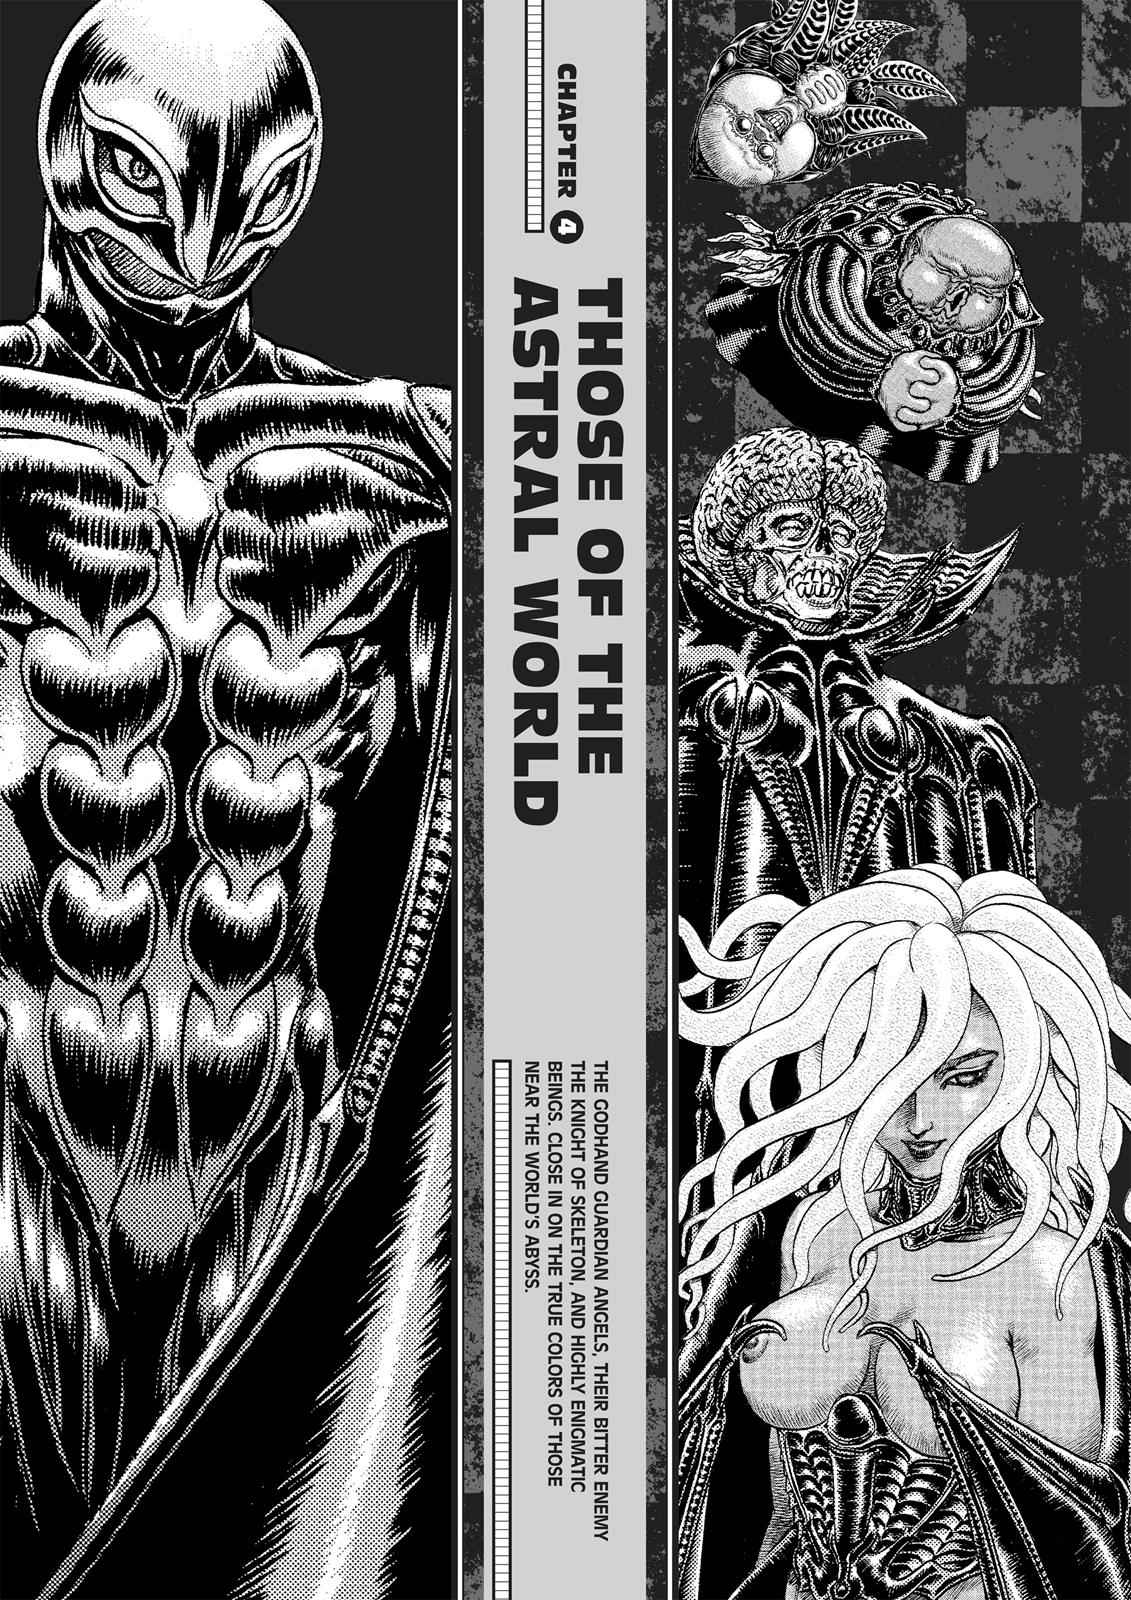 CHAPTER 4
THOSE OF THE
ASTRAL WORLD
THE GODHAND GUARDIAN ANGELS, THEIR BITTER ENEMY
THE KNIGHT OF SKELETON, AND HIGHLY ENIGMATIC
BEINGS. CLOSE IN ON THE TRUE COLORS OF THOSE
NEAR THE WORLD'S ABYSS.